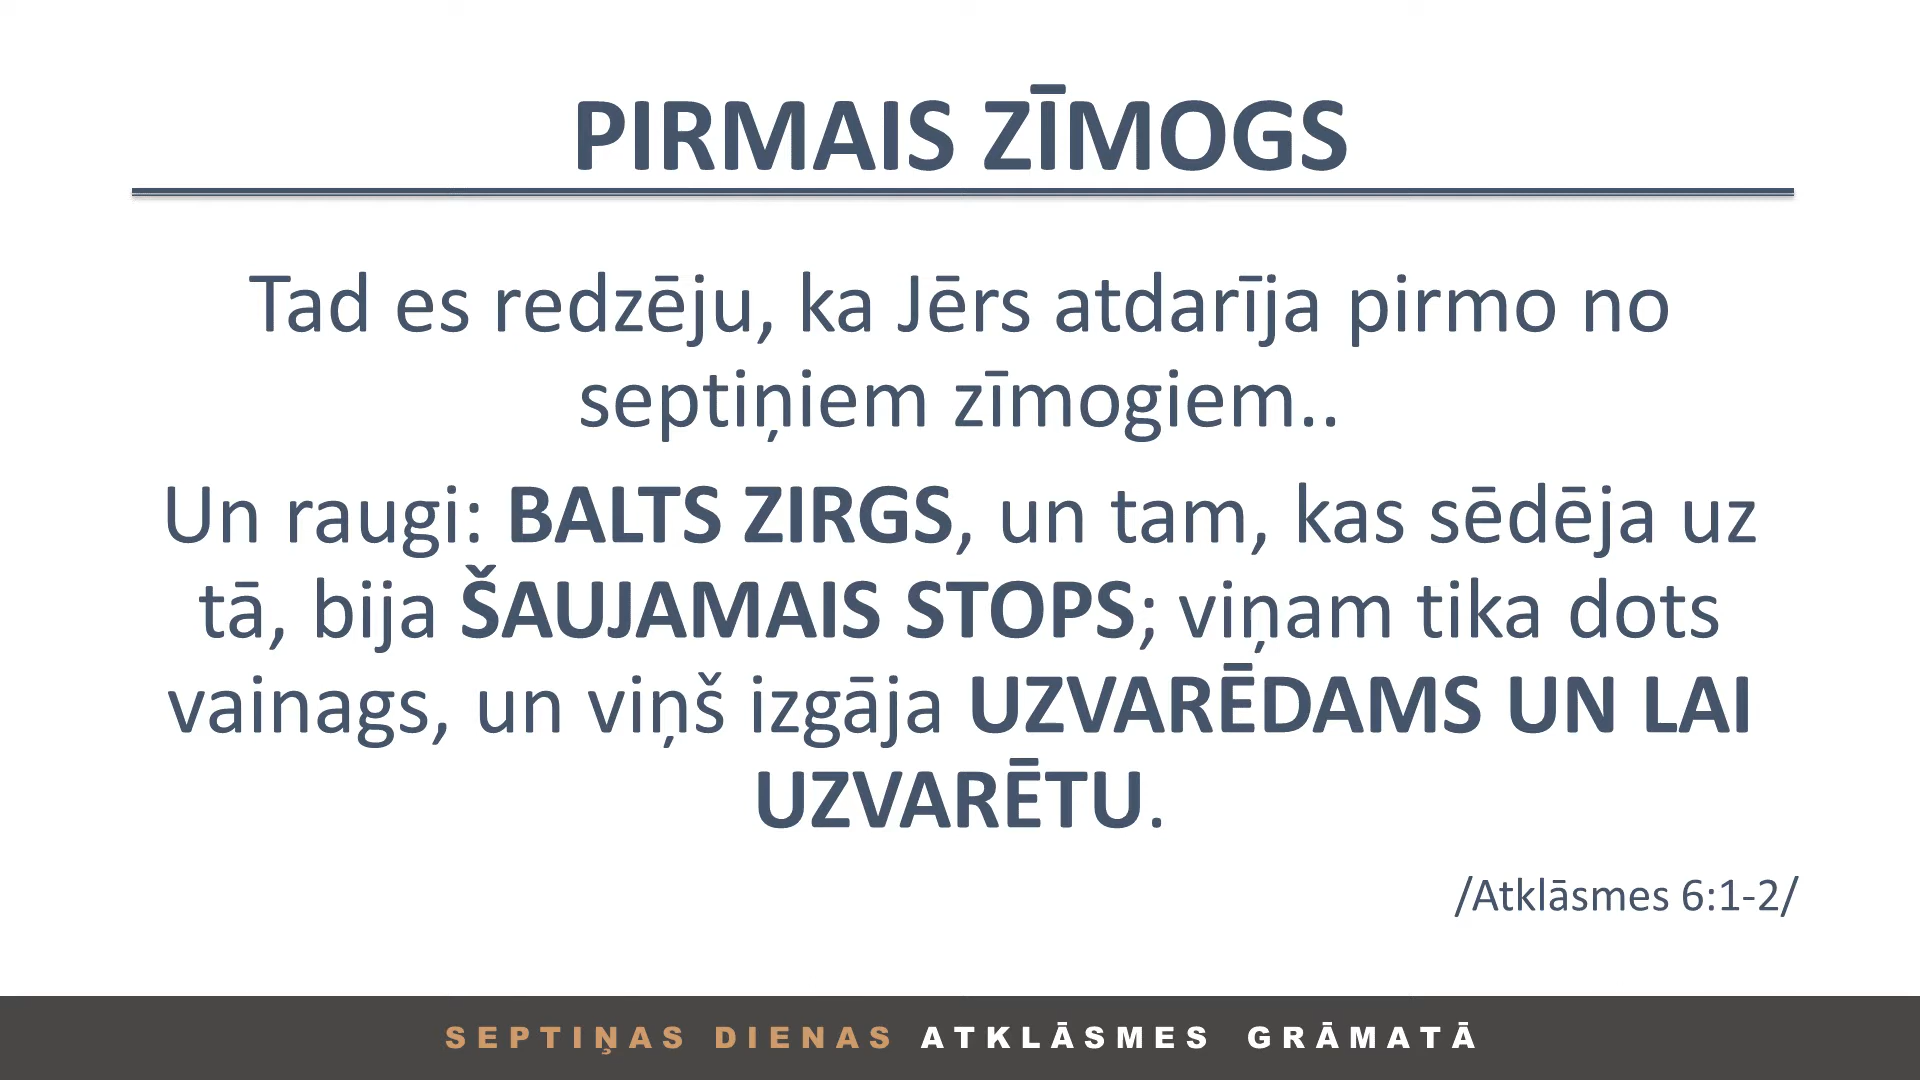 PIRMAIS ZĪMOGS
Tad es redzēju, ka Jērs atdarīja pirmo no
septiņiem zīmogiem..
Un raugi: BALTS ZIRGS, un tam, kas sēdēja uz
tā, bija ŠAUJAMAIS STOPS; viņam tika dots
vainags, un viņš izgāja UZVARĒDAMS UN LAI
UZVARĒTU.
/Atklāsmes 6:1-2/
SEPTIŅAS DIENAS ATKLĀSMES GRĀMATĀ